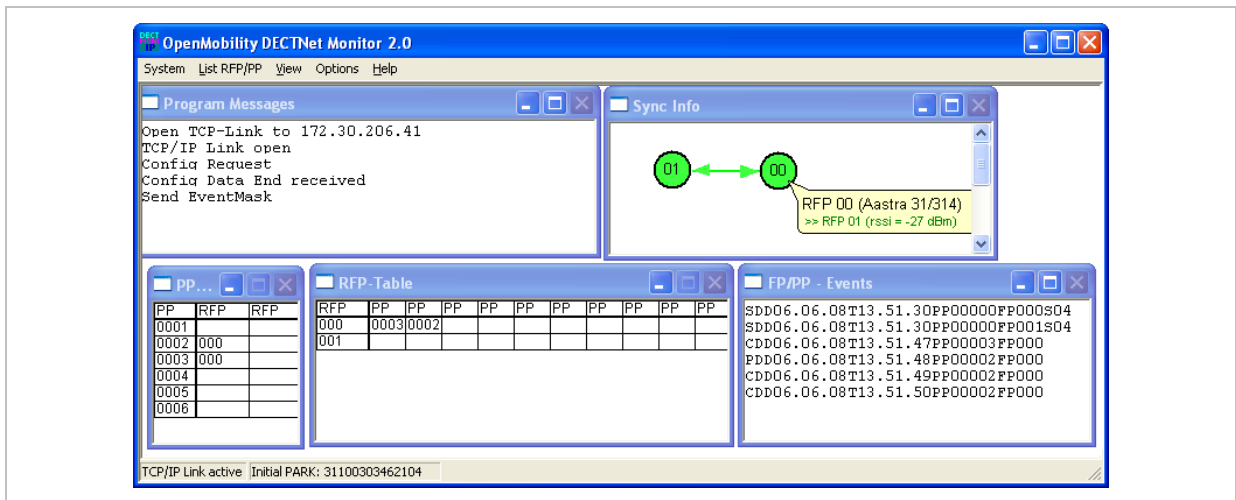 DECT IP OpenMobility DECTNet Monitor 2.0
System List RFP/PP View Options Help
Program Messages
Open TCP-Link to 172.30.206.41
TCP/IP Link open
Config Request
Config Data End received
Send EventMask
Sync Info
01 00
RFP 00 (Aastra 31/314)
>> RFP 01 (rssi = -27 dBm)
PP...
PP RFP RFP
0001
0002 000
0003 000
0004
0005
0006
RFP-Table
RFP PP PP PP PP PP PP PP PP PP PP
000 0003 0002
001
FP/PP - Events
SDD06.06.08T13.51.30PP00000FP000S04
SDD06.06.08T13.51.30PP00000FP001S04
CDD06.06.08T13.51.47PP00003FP000
PDD06.06.08T13.51.48PP00002FP000
CDD06.06.08T13.51.49PP00002FP000
CDD06.06.08T13.51.50PP00002FP000
TCP/IP Link active Initial PARK: 31100303462104